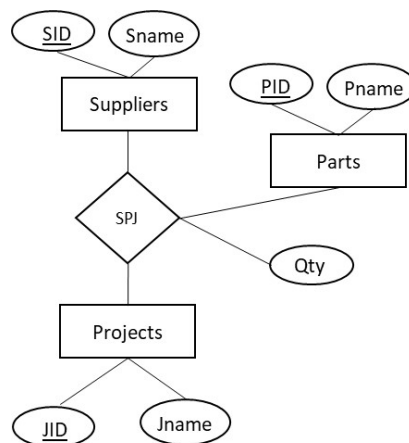 SID
Sname
Suppliers
PID
Pname
Parts
SPJ
Qty
Projects
JID
Jname